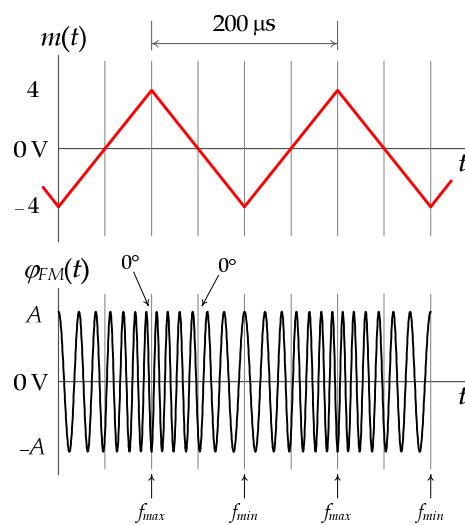 200 µs
m(t)
4
0 V
t
–4
φFM(t)
0°
0°
A
0 V
t
–A
fmax
fmin
fmax
fmin